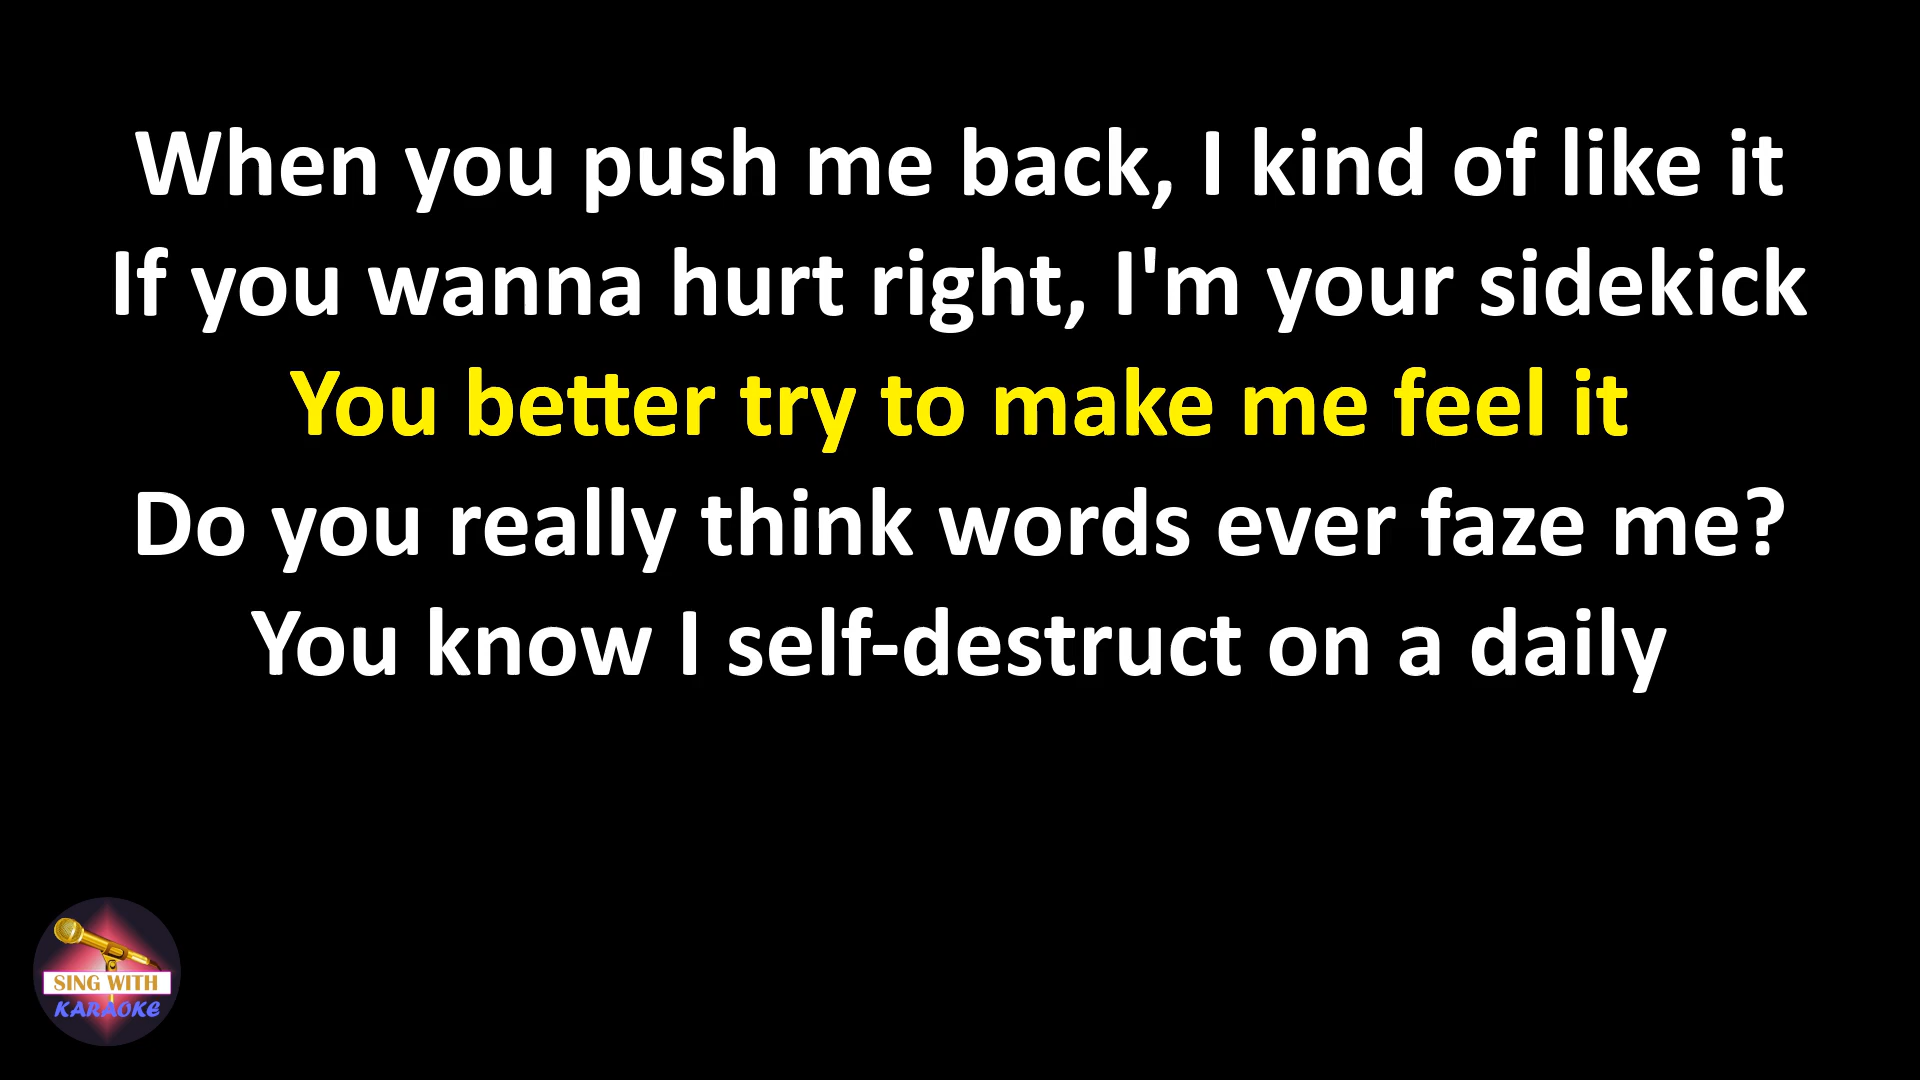 When you push me back, I kind of like it
If you wanna hurt right, I'm your sidekick
You better try to make me feel it
Do you really think words ever faze me?
You know I self-destruct on a daily
SING WITH
KARAOKE